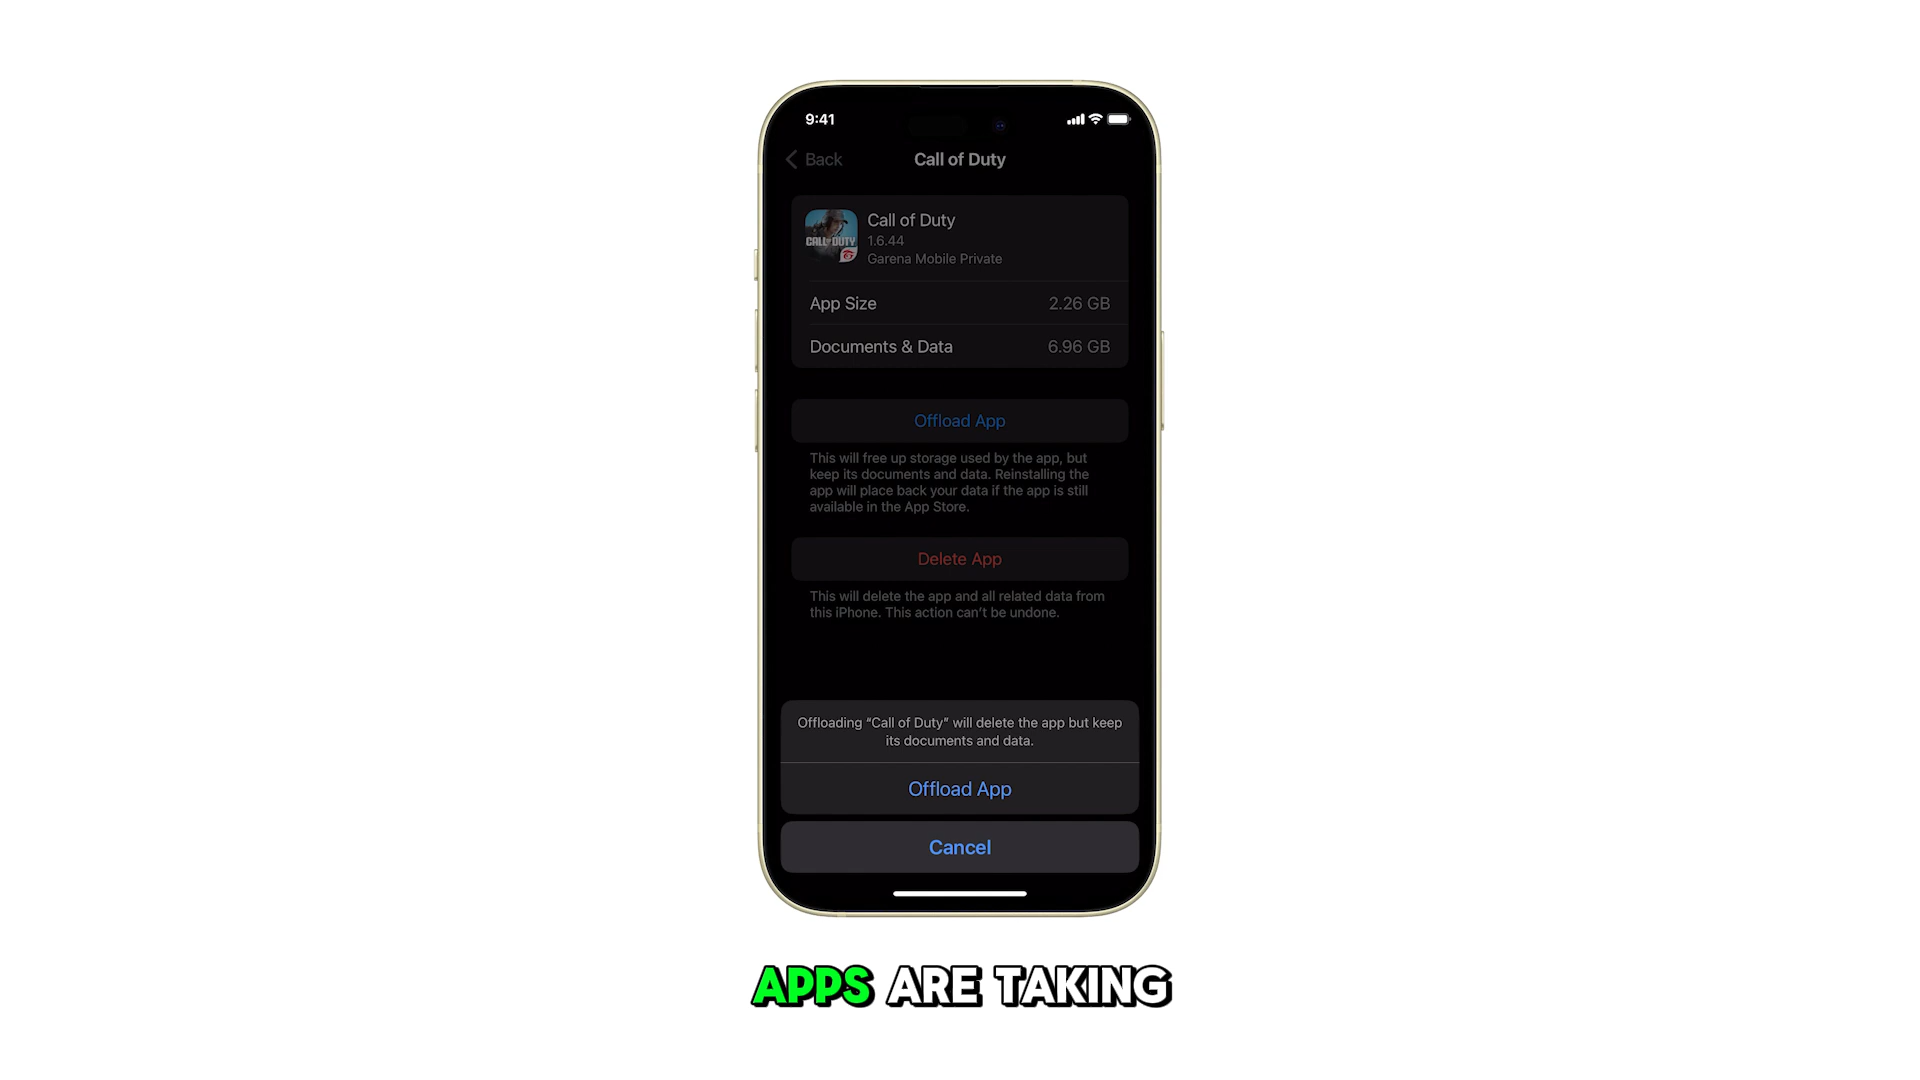 9:41
Back
Call of Duty
CALL OF DUTY
Call of Duty
1.6.44
Garena Mobile Private
App Size 2.26 GB
Documents & Data 6.96 GB
Offload App
This will free up storage used by the app, but
keep its documents and data. Reinstalling the
app will place back your data if the app is still
available in the App Store.
Delete App
This will delete the app and all related data from
this iPhone. This action can't be undone.
Offloading “Call of Duty” will delete the app but keep
its documents and data.
Offload App
Cancel
APPS ARE TAKING